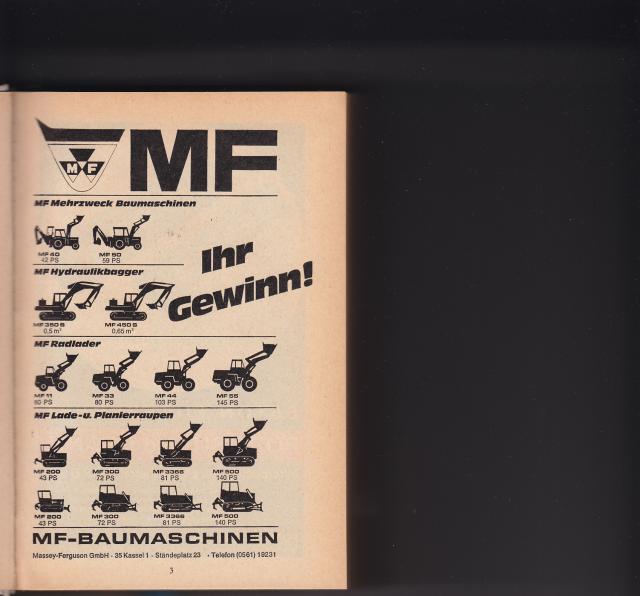 MF
MF
MF Mehrzweck Baumaschinen
MF 40 MF 50
42 PS 59 PS
Ihr
Gewinn!
MF Hydraulikbagger
MF 350 S MF 450 S
0,5 m³ 0,65 m³
MF Radlader
MF 11 MF 33 MF 44 MF 55
80 PS 103 PS 145 PS
MF Lade-u. Planierraupen
MF 200 MF 300 MF 3366 MF 500
43 PS 72 PS 81 PS 140 PS
MF 200 MF 300 MF 3366 MF 500
43 PS 72 PS 81 PS 140 PS
MF-BAUMASCHINEN
Massey-Ferguson GmbH · 35 Kassel 1 · Ständeplatz 23 · Telefon (0561) 19231
3